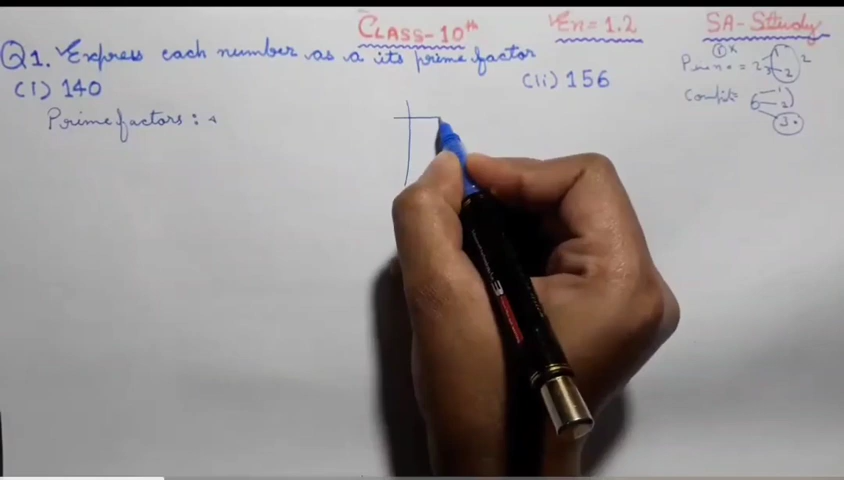 CLASS-10th
Ex = 1.2
SA-Study
Q1. Express each number as a its prime factor
(i) 140
(ii) 156
Prime factors :